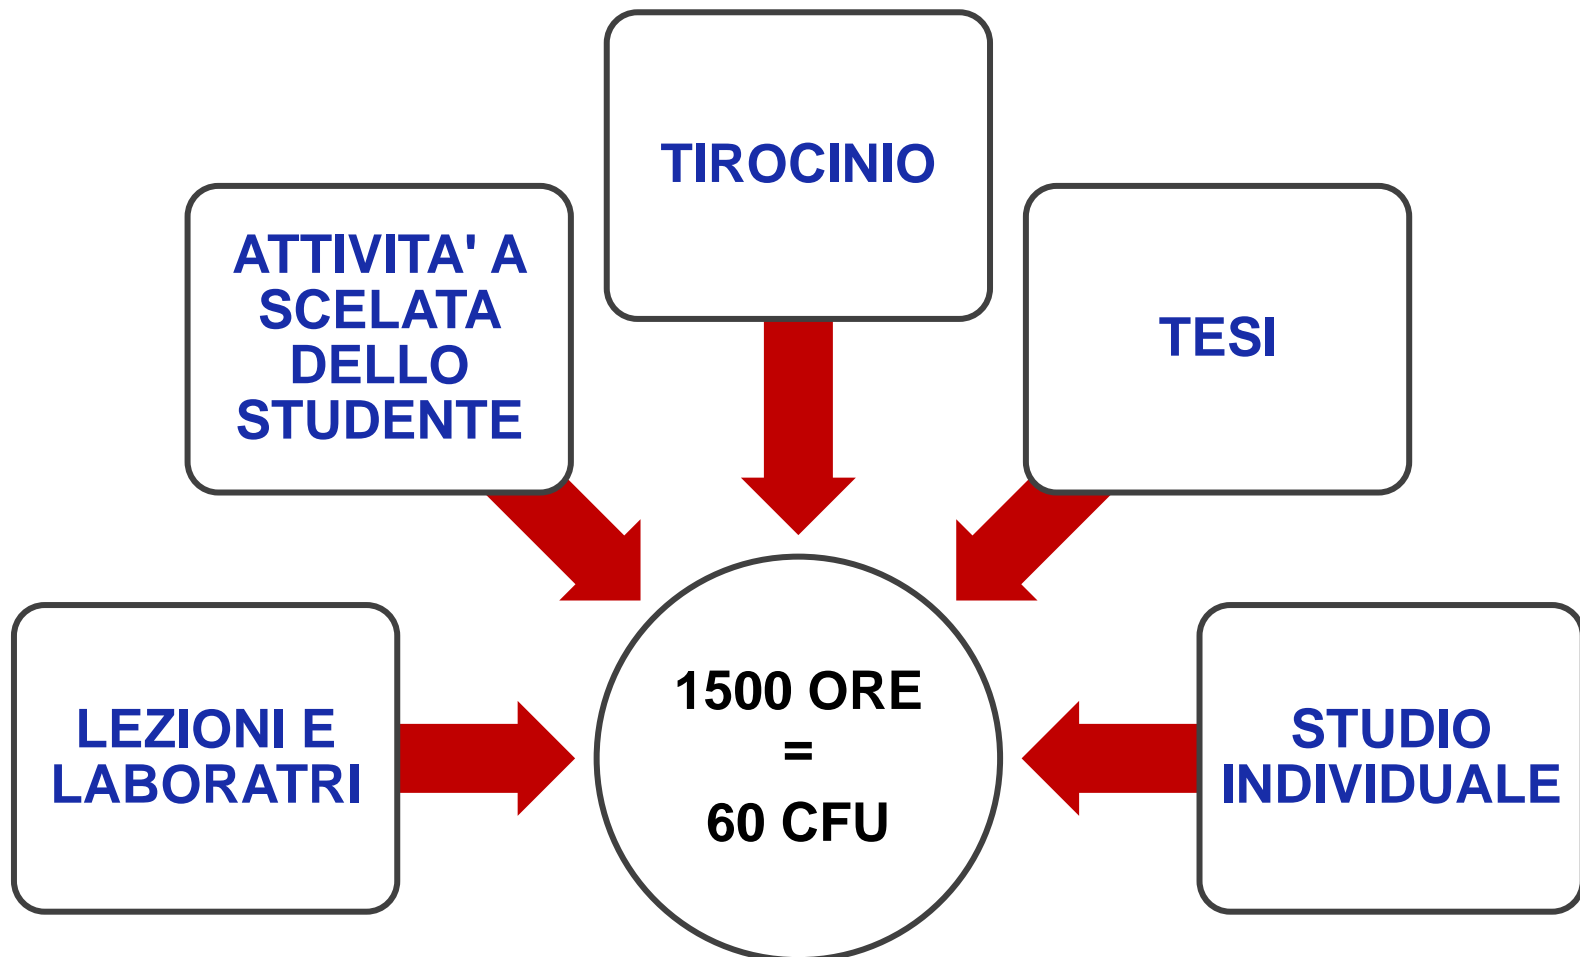 TIROCINIO
ATTIVITA' A
SCELATA
DELLO
STUDENTE
TESI
LEZIONI E
LABORATRI
1500 ORE
=
60 CFU
STUDIO
INDIVIDUALE